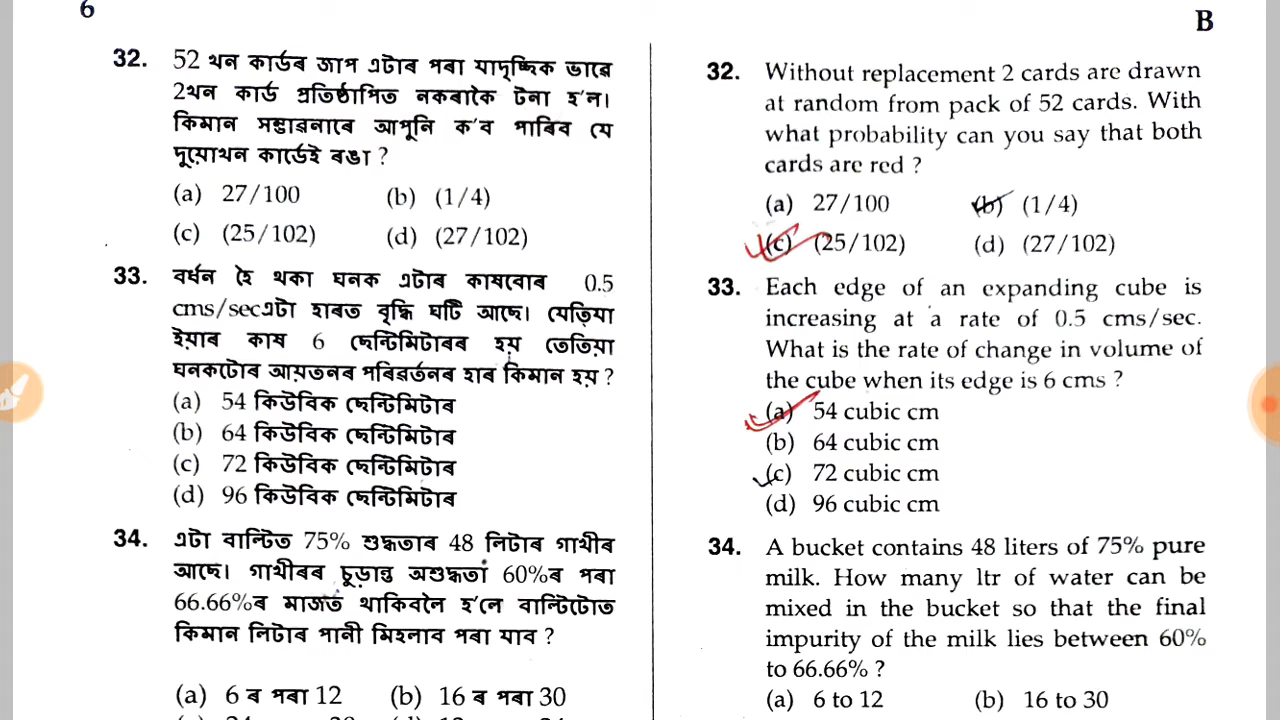 6
B
32. 52 থন কাৰ্ডৰ জাপ এটাৰ পৰা যাদৃচ্ছিক ভাৱে
2থন কাৰ্ড প্ৰতিষ্ঠাপিত নকৰাকৈ টনা হ'ল।
কিমান সম্ভাৱনাৰে আপুনি ক'ব পাৰিব যে
দুয়োথন কাৰ্ডেই ৰঙা ?
(a) 27/100 (b) (1/4)
(c) (25/102) (d) (27/102)
33. বৰ্ধন হৈ থকা ঘনক এটাৰ কাষবোৰ 0.5
cms/secএটা হাৰত বৃদ্ধি ঘটি আছে। যেতিয়া
ইয়াৰ কাষ 6 ছেন্টিমিটাৰৰ হয় তেতিয়া
ঘনকটোৰ আয়তনৰ পৰিৱৰ্তনৰ হাৰ কিমান হয় ?
(a) 54 কিউবিক ছেন্টিমিটাৰ
(b) 64 কিউবিক ছেন্টিমিটাৰ
(c) 72 কিউবিক ছেন্টিমিটাৰ
(d) 96 কিউবিক ছেন্টিমিটাৰ
34. এটা বাল্টিত 75% শুদ্ধতাৰ 48 লিটাৰ গাখীৰ
আছে। গাখীৰৰ চূড়ান্ত অশুদ্ধতা 60%ৰ পৰা
66.66%ৰ মাজত থাকিবলৈ হ'লে বাল্টিটোত
কিমান লিটাৰ পানী মিহলাব পৰা যাব ?
(a) 6 ৰ পৰা 12 (b) 16 ৰ পৰা 30
32. Without replacement 2 cards are drawn
at random from pack of 52 cards. With
what probability can you say that both
cards are red ?
(a) 27/100 (b) (1/4)
(c) (25/102) (d) (27/102)
33. Each edge of an expanding cube is
increasing at a rate of 0.5 cms/sec.
What is the rate of change in volume of
the cube when its edge is 6 cms ?
(a) 54 cubic cm
(b) 64 cubic cm
(c) 72 cubic cm
(d) 96 cubic cm
34. A bucket contains 48 liters of 75% pure
milk. How many ltr of water can be
mixed in the bucket so that the final
impurity of the milk lies between 60%
to 66.66% ?
(a) 6 to 12 (b) 16 to 30